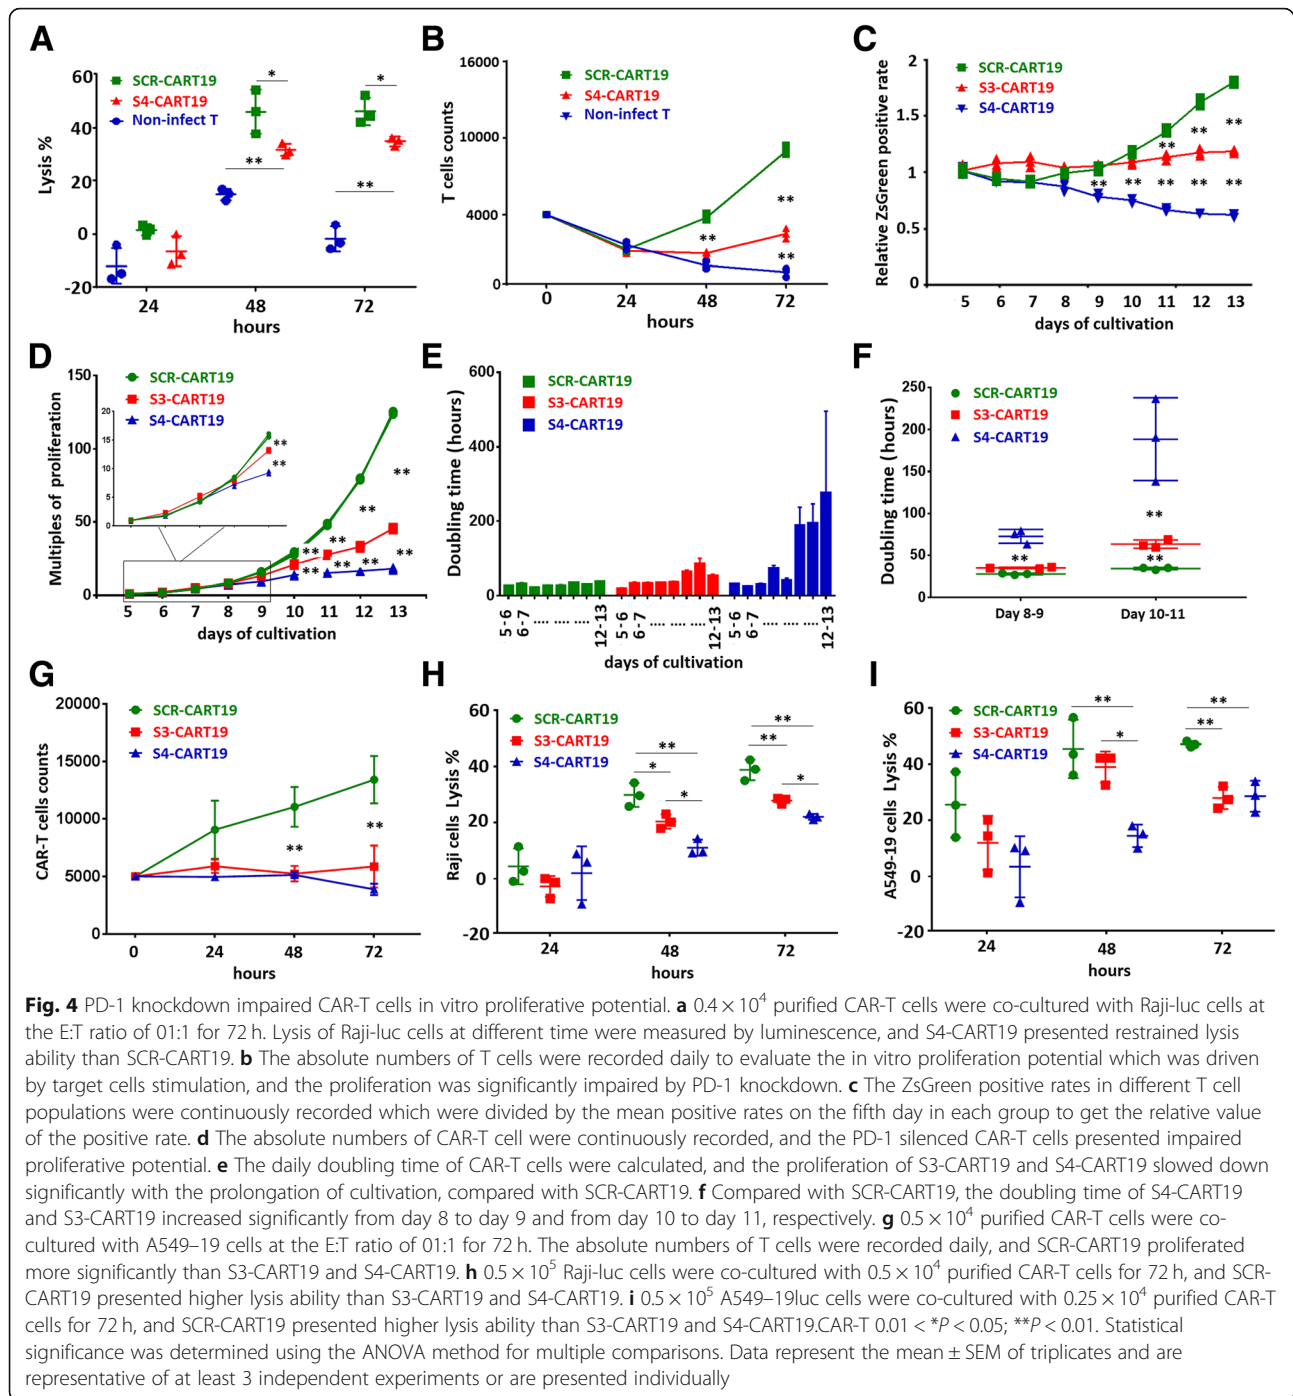 A
SCR-CART19
S4-CART19
Non-infect T
Lysis %
60
40
20
0
-20
*
*
**
**
24
48
72
hours
B
SCR-CART19
S4-CART19
Non-infect T
T cells counts
16000
10000
4000
0
**
**
**
0
24
48
72
hours
C
SCR-CART19
S3-CART19
S4-CART19
Relative ZsGreen positive rate
2
1.5
1
0.5
0
** ** **
** ** ** ** **
5 6 7 8 9 10 11 12 13
days of cultivation
D
SCR-CART19
S3-CART19
S4-CART19
Multiples of proliferation
150
100
50
0
20
15
10
5
0
**
**
** ** ** **
** ** ** **
5 6 7 8 9 10 11 12 13
days of cultivation
E
SCR-CART19
S3-CART19
S4-CART19
Doubling time (hours)
600
400
200
0
5-6 6-7 .... .... .... 12-13
5-6 6-7 .... .... .... 12-13
5-6 6-7 .... .... .... 12-13
days of cultivation
F
SCR-CART19
S3-CART19
S4-CART19
Doubling time (hours)
250
200
150
100
50
0
**
**
**
Day 8-9
Day 10-11
G
SCR-CART19
S3-CART19
S4-CART19
CAR-T cells counts
20000
15000
10000
5000
0
**
**
0
24
48
72
hours
H
SCR-CART19
S3-CART19
S4-CART19
Raji cells Lysis %
60
40
20
0
-20
**
*
*
**
**
*
24
48
72
hours
I
SCR-CART19
S3-CART19
S4-CART19
A549-19 cells Lysis %
60
40
20
0
-20
**
*
**
**
24
48
72
hours
Fig. 4 PD-1 knockdown impaired CAR-T cells in vitro proliferative potential. a 0.4 × 10⁴ purified CAR-T cells were co-cultured with Raji-luc cells at
the E:T ratio of 01:1 for 72 h. Lysis of Raji-luc cells at different time were measured by luminescence, and S4-CART19 presented restrained lysis
ability than SCR-CART19. b The absolute numbers of T cells were recorded daily to evaluate the in vitro proliferation potential which was driven
by target cells stimulation, and the proliferation was significantly impaired by PD-1 knockdown. c The ZsGreen positive rates in different T cell
populations were continuously recorded which were divided by the mean positive rates on the fifth day in each group to get the relative value
of the positive rate. d The absolute numbers of CAR-T cell were continuously recorded, and the PD-1 silenced CAR-T cells presented impaired
proliferative potential. e The daily doubling time of CAR-T cells were calculated, and the proliferation of S3-CART19 and S4-CART19 slowed down
significantly with the prolongation of cultivation, compared with SCR-CART19. f Compared with SCR-CART19, the doubling time of S4-CART19
and S3-CART19 increased significantly from day 8 to day 9 and from day 10 to day 11, respectively. g 0.5 × 10⁴ purified CAR-T cells were co-
cultured with A549–19 cells at the E:T ratio of 01:1 for 72 h. The absolute numbers of T cells were recorded daily, and SCR-CART19 proliferated
more significantly than S3-CART19 and S4-CART19. h 0.5 × 10⁵ Raji-luc cells were co-cultured with 0.5 × 10⁴ purified CAR-T cells for 72 h, and SCR-
CART19 presented higher lysis ability than S3-CART19 and S4-CART19. i 0.5 × 10⁵ A549–19luc cells were co-cultured with 0.25 × 10⁴ purified CAR-T
cells for 72 h, and SCR-CART19 presented higher lysis ability than S3-CART19 and S4-CART19.CAR-T 0.01 < *P < 0.05; **P < 0.01. Statistical
significance was determined using the ANOVA method for multiple comparisons. Data represent the mean ± SEM of triplicates and are
representative of at least 3 independent experiments or are presented individually